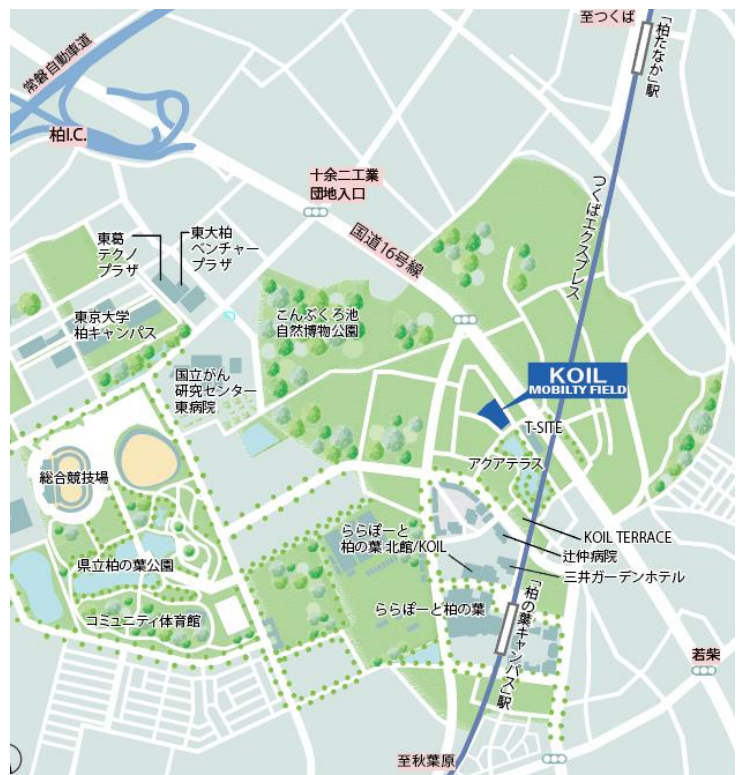 至つくば
「柏たなか」駅
常磐自動車道
柏I.C.
十余二工業
団地入口
つくばエクスプレス
国道16号線
東葛
テクノ
プラザ
東大柏
ベンチャー
プラザ
こんぶくろ池
自然博物公園
東京大学
柏キャンパス
国立がん
研究センター
東病院
KOIL
MOBILTY FIELD
T-SITE
アクアテラス
総合競技場
ららぽーと
柏の葉 北館/KOIL
KOIL TERRACE
辻仲病院
三井ガーデンホテル
県立柏の葉公園
コミュニティ体育館
ららぽーと柏の葉
「柏の葉キャンパス」駅
若柴
至秋葉原